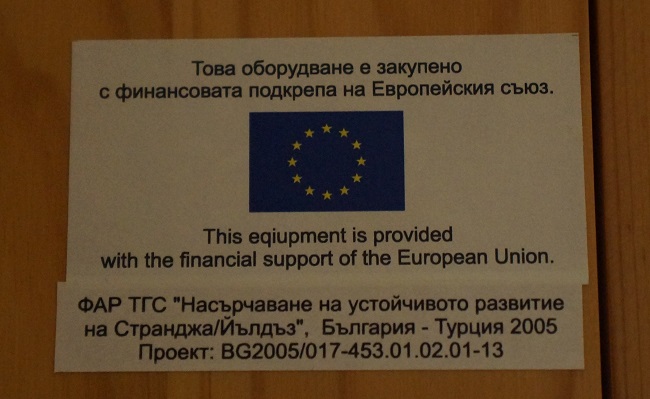 Това оборудване е закупено
с финансовата подкрепа на Европейския съюз.
This eqiupment is provided
with the financial support of the European Union.
ФАР ТГС "Насърчаване на устойчивото развитие
на Странджа/Йълдъз", България - Турция 2005
Проект: BG2005/017-453.01.02.01-13